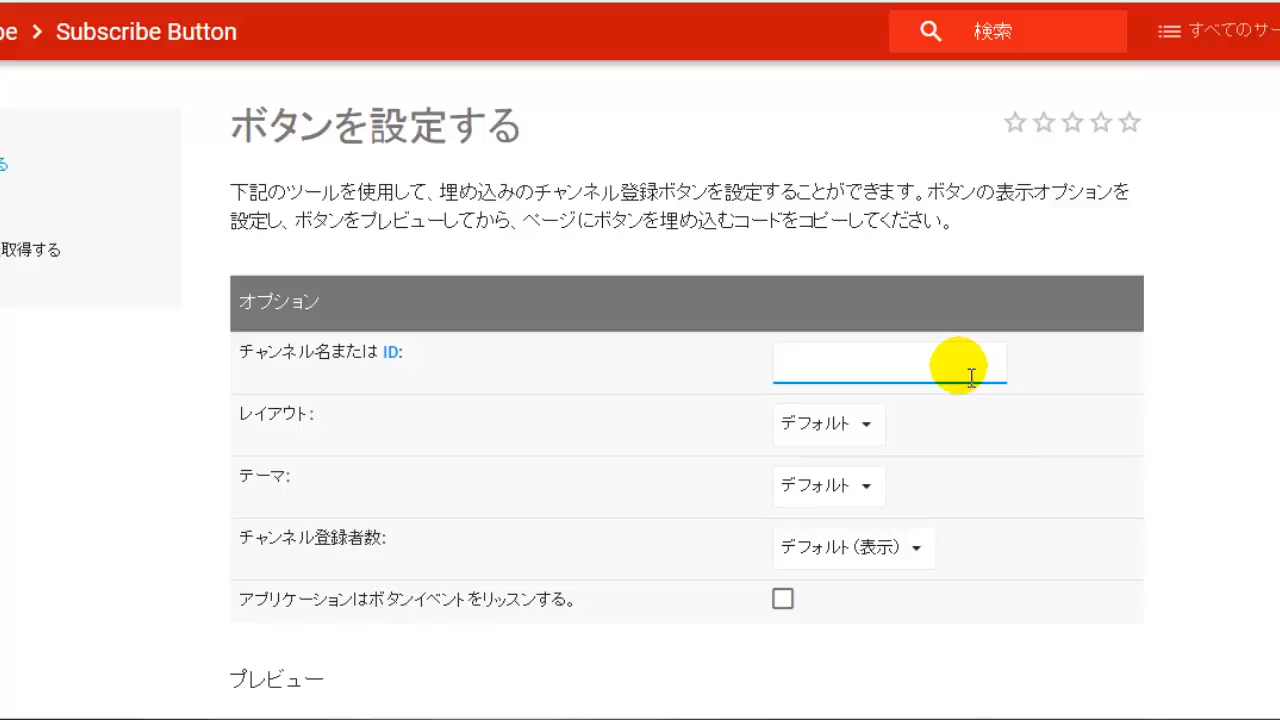 be > Subscribe Button
検索
すべてのサー
ボタンを設定する
る
下記のツールを使用して、埋め込みのチャンネル登録ボタンを設定することができます。ボタンの表示オプションを
設定し、ボタンをプレビューしてから、ページにボタンを埋め込むコードをコピーしてください。
取得する
オプション
チャンネル名または ID:
レイアウト:
デフォルト
テーマ:
デフォルト
チャンネル登録者数:
デフォルト(表示)
アプリケーションはボタンイベントをリッスンする。
プレビュー